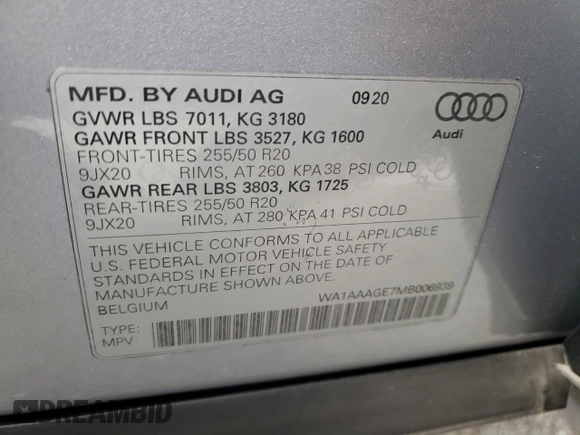 MFD. BY AUDI AG 0920
GVWR LBS 7011, KG 3180
GAWR FRONT LBS 3527, KG 1600
Audi
FRONT-TIRES 255/50 R20
9JX20 RIMS, AT 260 KPA 38 PSI COLD
GAWR REAR LBS 3803, KG 1725
REAR-TIRES 255/50 R20
9JX20 RIMS, AT 280 KPA 41 PSI COLD
THIS VEHICLE CONFORMS TO ALL APPLICABLE
U.S. FEDERAL MOTOR VEHICLE SAFETY
STANDARDS IN EFFECT ON THE DATE OF
MANUFACTURE SHOWN ABOVE.
BELGIUM
WA1AAAGE7MB006939
TYPE:
MPV
DREAMBID